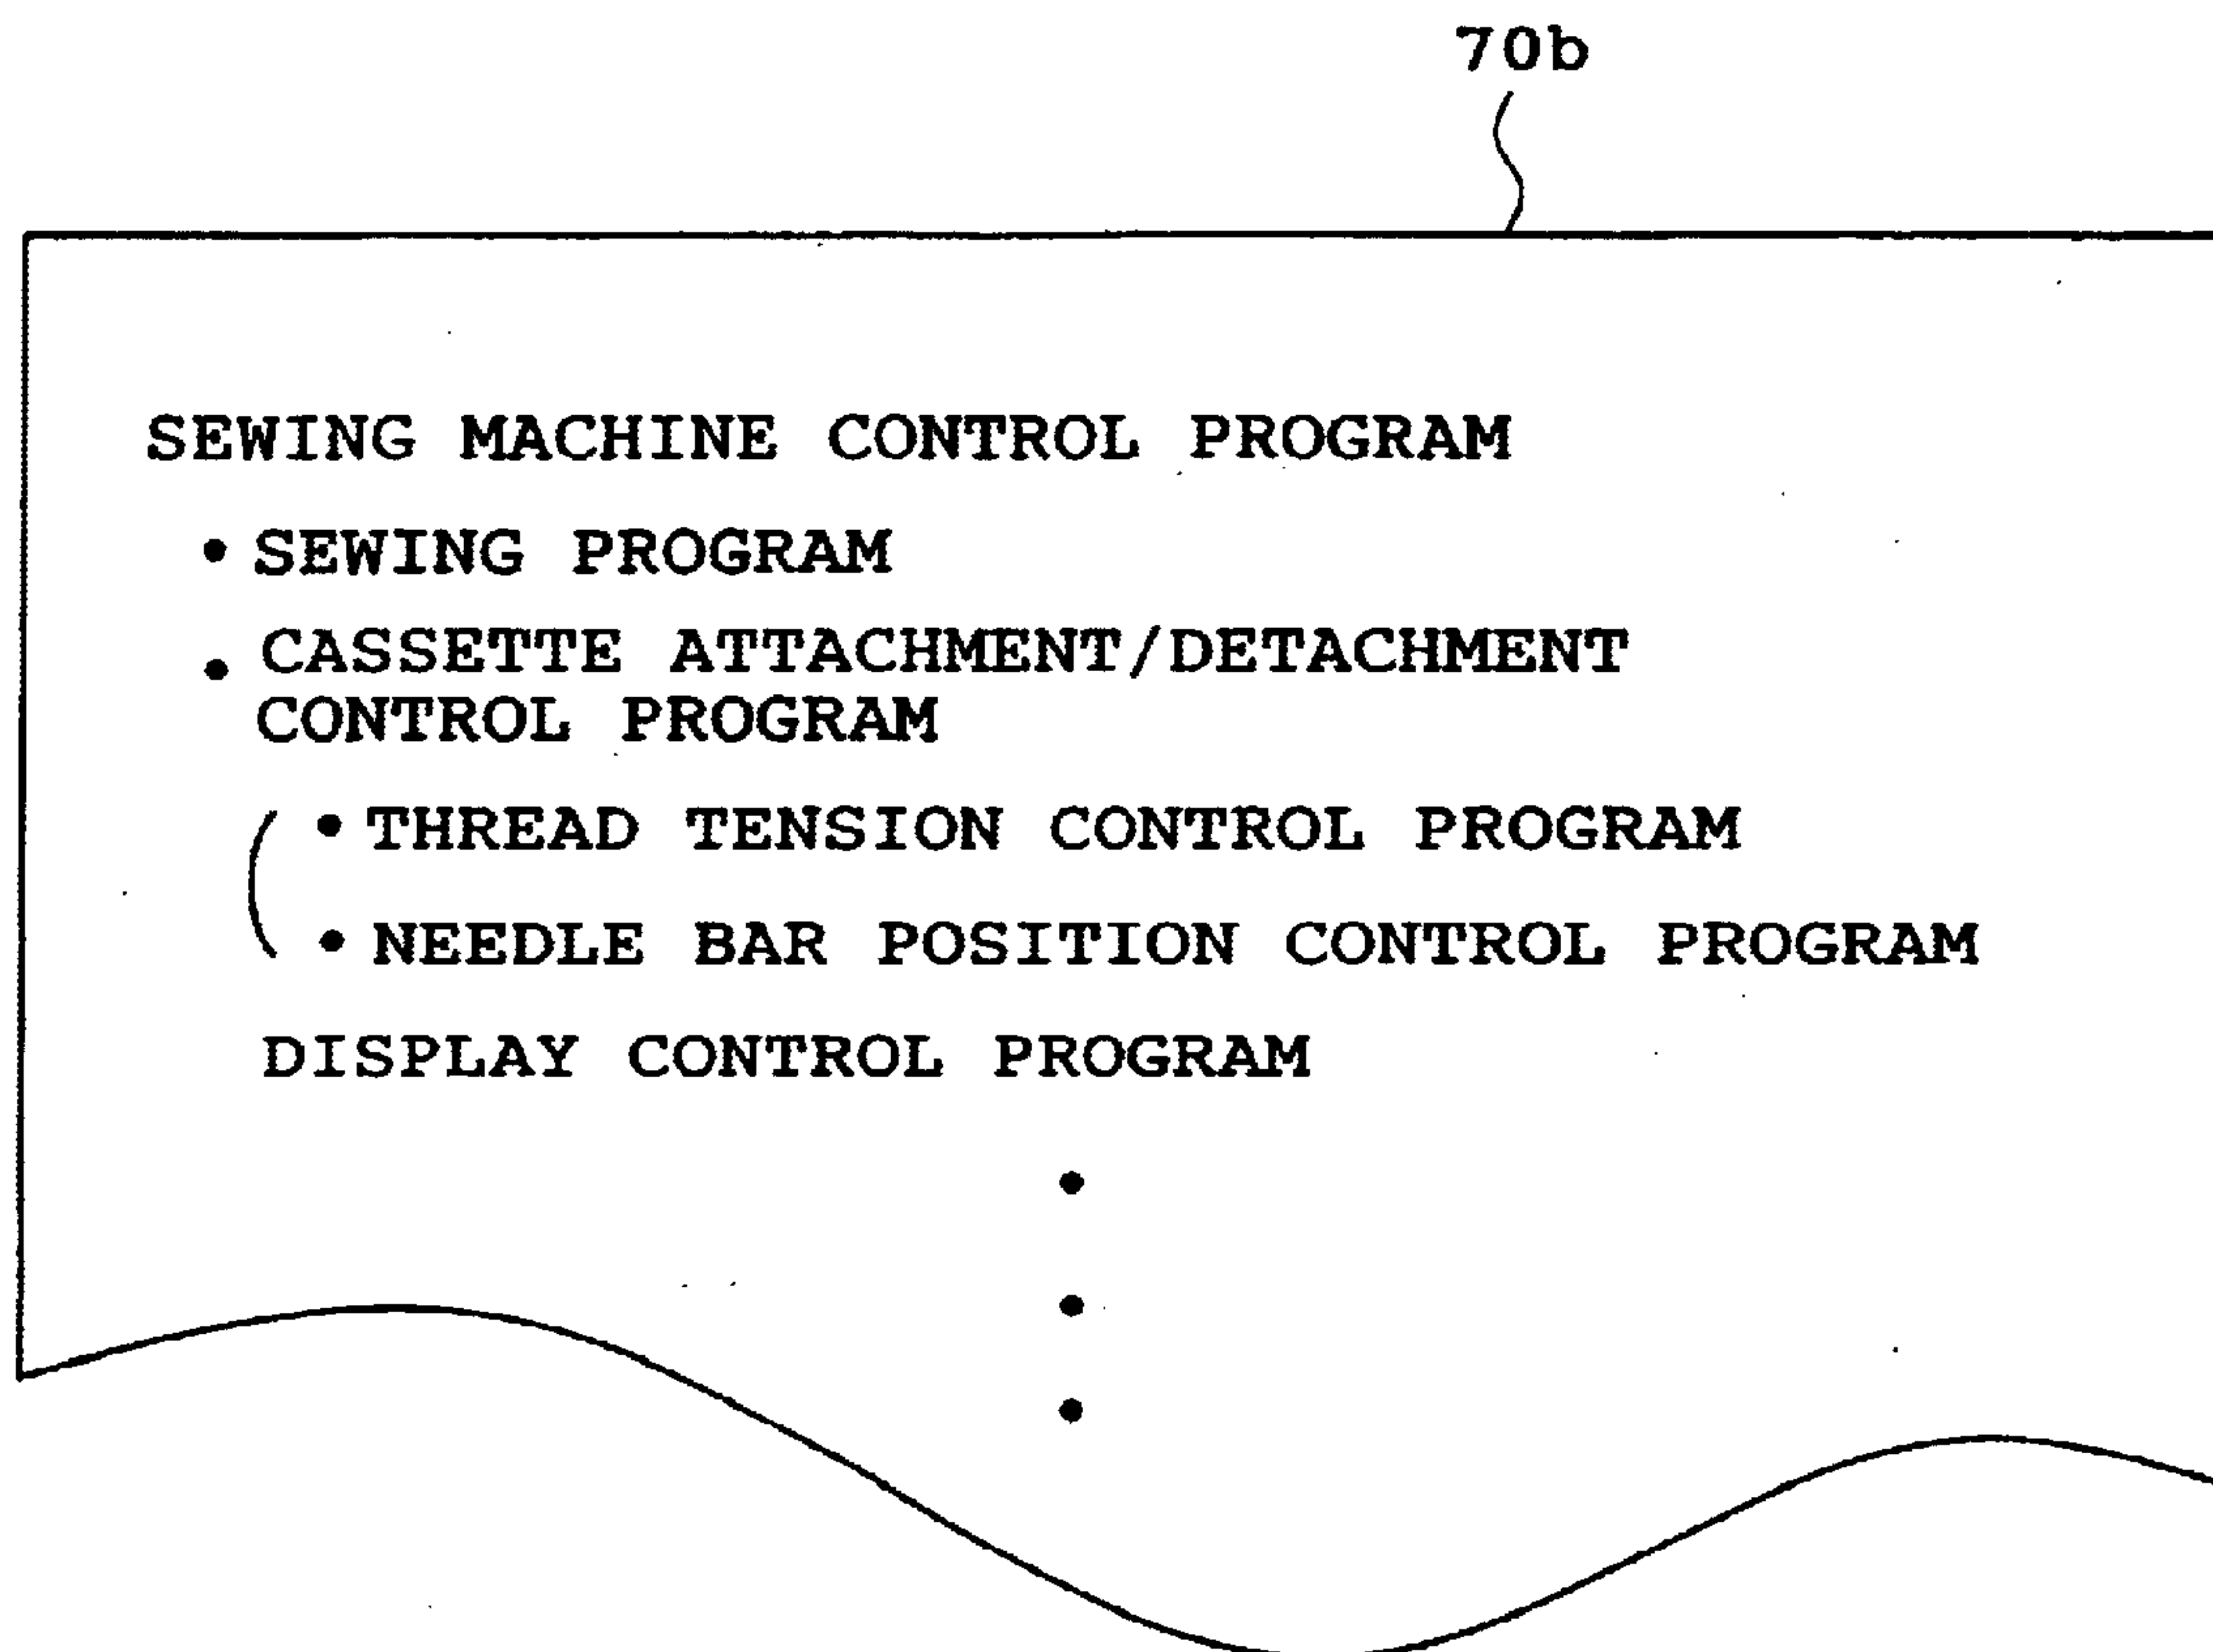 70b
SEWING MACHINE CONTROL PROGRAM
• SEWING PROGRAM
• CASSETTE ATTACHMENT/DETACHMENT
CONTROL PROGRAM
( • THREAD TENSION CONTROL PROGRAM
• NEEDLE BAR POSITION CONTROL PROGRAM
DISPLAY CONTROL PROGRAM
•
•
•